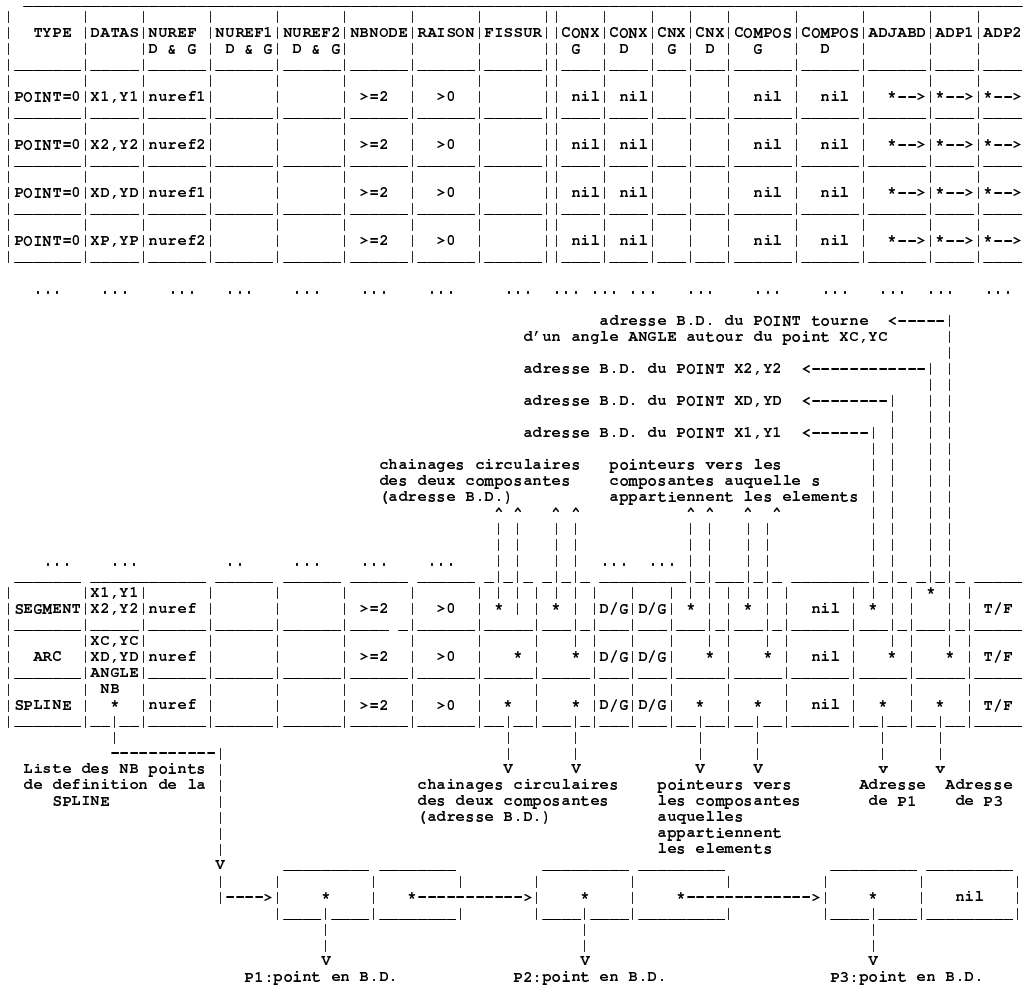 TYPE DATAS NUREF NUREF1 NUREF2 NBNODE RAISON FISSUR CONX CONX CNX CNX COMPOS COMPOS ADJABD ADP1 ADP2
D & G D & G D & G G D G D G D
POINT=0 X1,Y1 nuref1 >=2 >0 nil nil nil nil *--> *--> *-->
POINT=0 X2,Y2 nuref2 >=2 >0 nil nil nil nil *--> *--> *-->
POINT=0 XD,YD nuref1 >=2 >0 nil nil nil nil *--> *--> *-->
POINT=0 XP,YP nuref2 >=2 >0 nil nil nil nil *--> *--> *-->
... ... ... ... ... ... ... ... ... ... ... ... ... ... ... ... ...
adresse B.D. du POINT tourne <-----
d'un angle ANGLE autour du point XC,YC
adresse B.D. du POINT X2,Y2 <------------
adresse B.D. du POINT XD,YD <--------
adresse B.D. du POINT X1,Y1 <------
chainages circulaires pointeurs vers les
des deux composantes composantes auquelle s
(adresse B.D.) appartiennent les elements
^ ^ ^ ^ ^ ^ ^ ^
... ... .. ... ... ... ... ...
X1,Y1 *
SEGMENT X2,Y2 nuref >=2 >0 * * D/G D/G * * nil * T/F
XC,YC
ARC XD,YD nuref >=2 >0 * * D/G D/G * * nil * * T/F
ANGLE
NB
SPLINE * nuref >=2 >0 * * D/G D/G * * nil * * T/F
-----------
Liste des NB points V V V V v v
de definition de la chainages circulaires pointeurs vers Adresse Adresse
SPLINE des deux composantes les composantes de P1 de P3
(adresse B.D.) auquelles
appartiennent
les elements
V
----> * *-----------> * *-------------> * nil
V V V
P1:point en B.D. P2:point en B.D. P3:point en B.D.